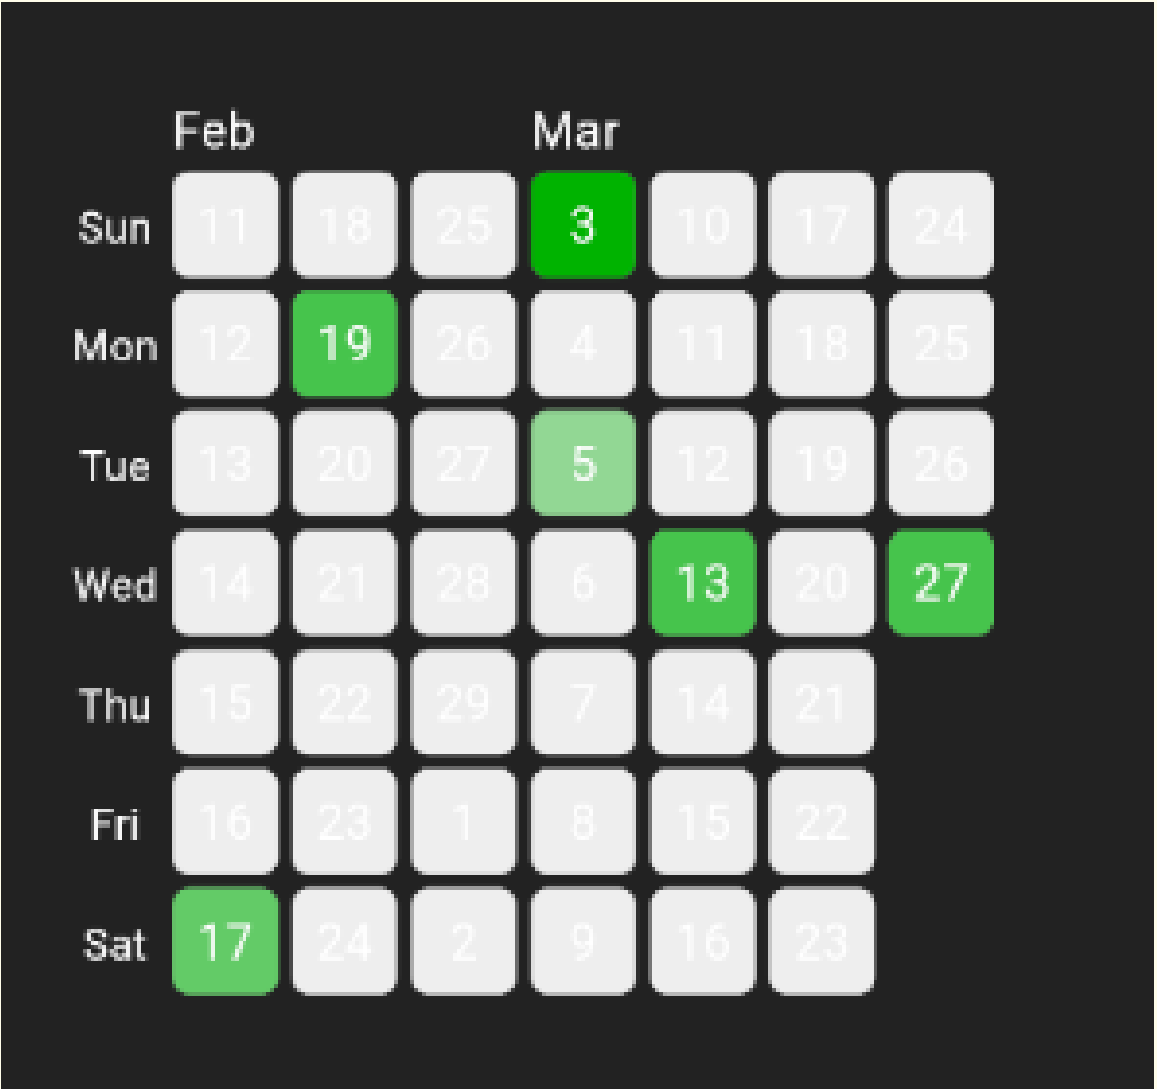 Feb Mar
Sun 11 18 25 3 10 17 24
Mon 12 19 26 4 11 18 25
Tue 13 20 27 5 12 19 26
Wed 14 21 28 6 13 20 27
Thu 15 22 29 7 14 21
Fri 16 23 1 8 15 22
Sat 17 24 2 9 16 23